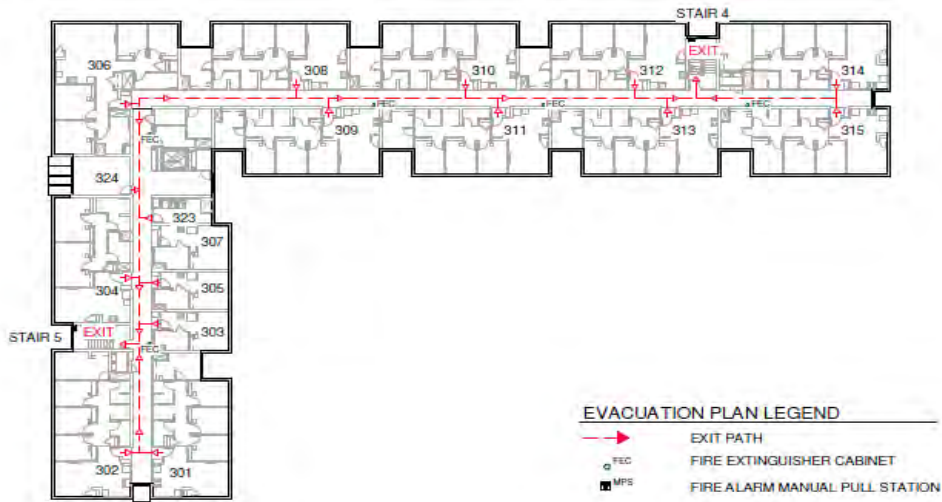 STAIR 4
EXIT
306
308
310
312
314
FEC
FEC
FEC
309
311
313
315
FEC
324
323
307
304
305
STAIR 5
EXIT
303
FEC
302
301
EVACUATION PLAN LEGEND
EXIT PATH
FEC
FIRE EXTINGUISHER CABINET
MPS
FIRE ALARM MANUAL PULL STATION